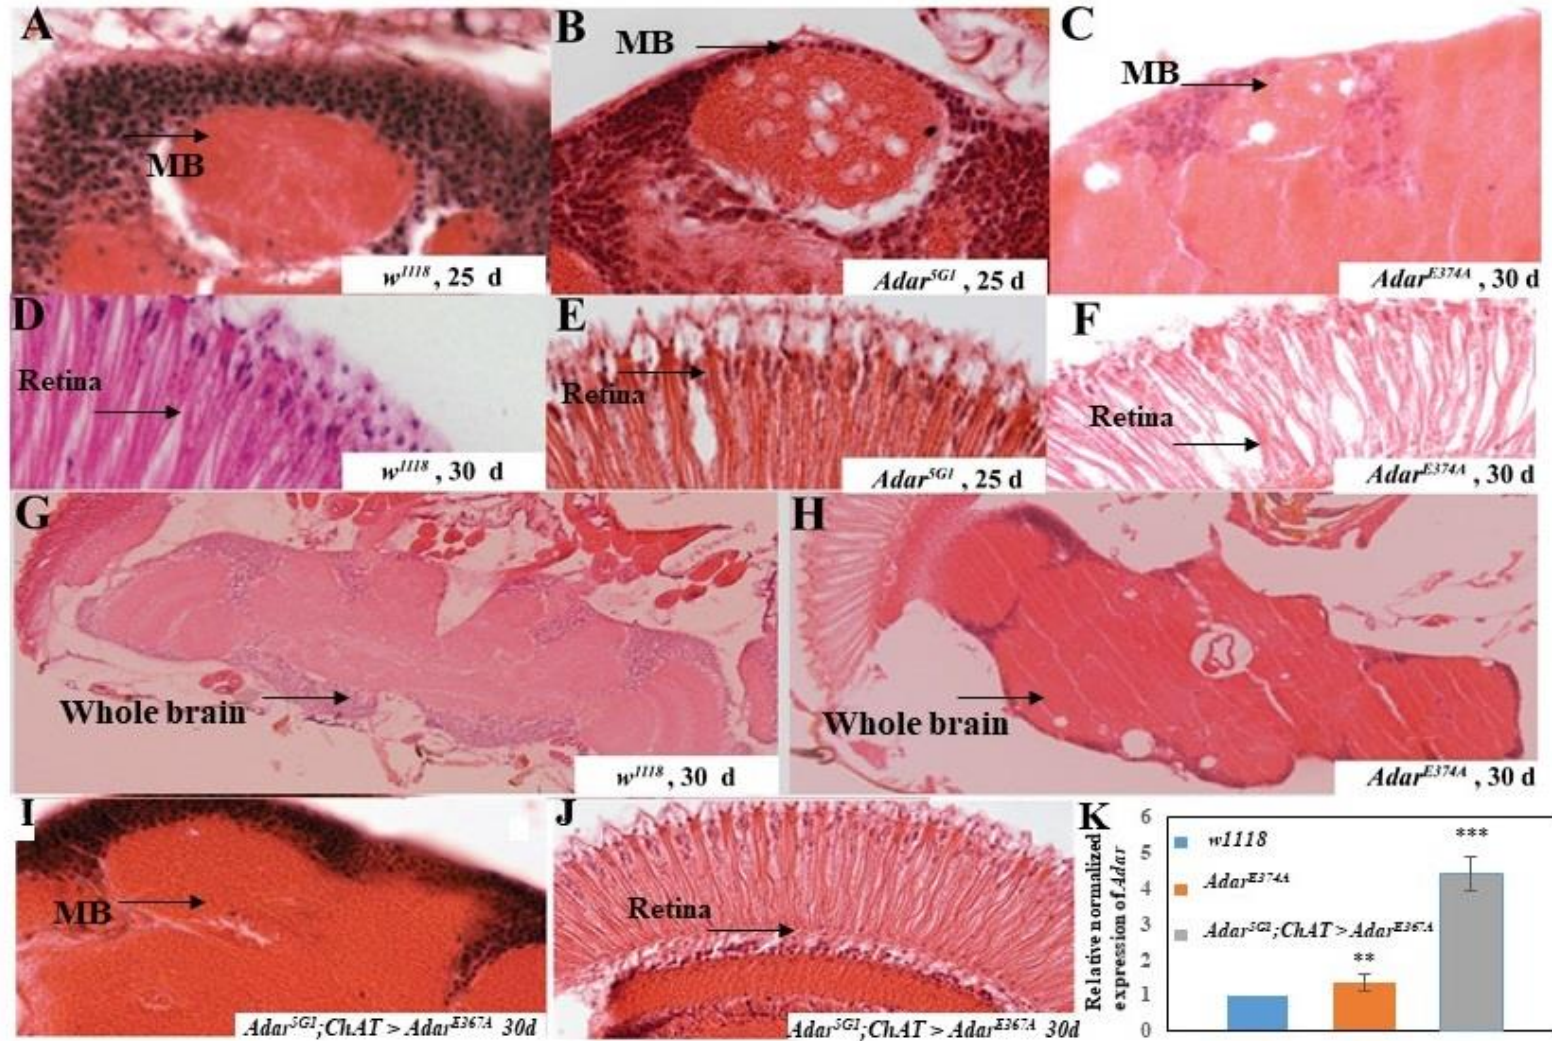 A
MB
w1118 , 25 d
B
MB
Adar5G1 , 25 d
C
MB
AdarE374A , 30 d
D
Retina
w1118 , 30 d
E
Retina
Adar5G1 , 25 d
F
Retina
AdarE374A , 30 d
G
Whole brain
w1118 , 30 d
H
Whole brain
AdarE374A , 30 d
I
MB
Adar5G1;ChAT > AdarE367A 30d
J
Retina
Adar5G1;ChAT > AdarE367A 30d
K
Relative normalized
expression of Adar
6
5
4
3
2
1
0
w1118
AdarE374A
Adar5G1;ChAT > AdarE367A
**
***